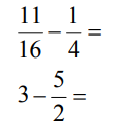 11/16 − 1/4 =
3 − 5/2 =